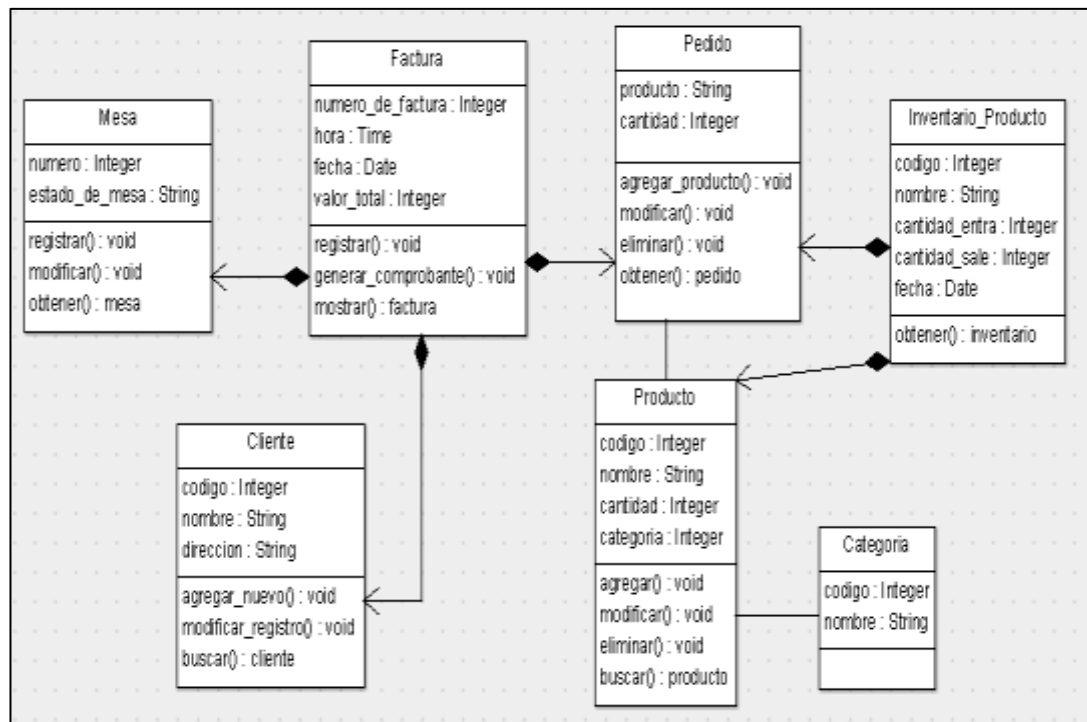 Mesa
numero : Integer
estado_de_mesa : String
registrar() : void
modificar() : void
obtener() : mesa
Factura
numero_de_factura : Integer
hora : Time
fecha : Date
valor_total : Integer
registrar() : void
generar_comprobante() : void
mostrar() : factura
Pedido
producto : String
cantidad : Integer
agregar_producto() : void
modificar() : void
eliminar() : void
obtener() : pedido
Inventario_Producto
codigo : Integer
nombre : String
cantidad_entra : Integer
cantidad_sale : Integer
fecha : Date
obtener() : inventario
Cliente
codigo : Integer
nombre : String
direccion : String
agregar_nuevo() : void
modificar_registro() : void
buscar() : cliente
Producto
codigo : Integer
nombre : String
cantidad : Integer
categoria : Integer
agregar() : void
modificar() : void
eliminar() : void
buscar() : producto
Categoria
codigo : Integer
nombre : String